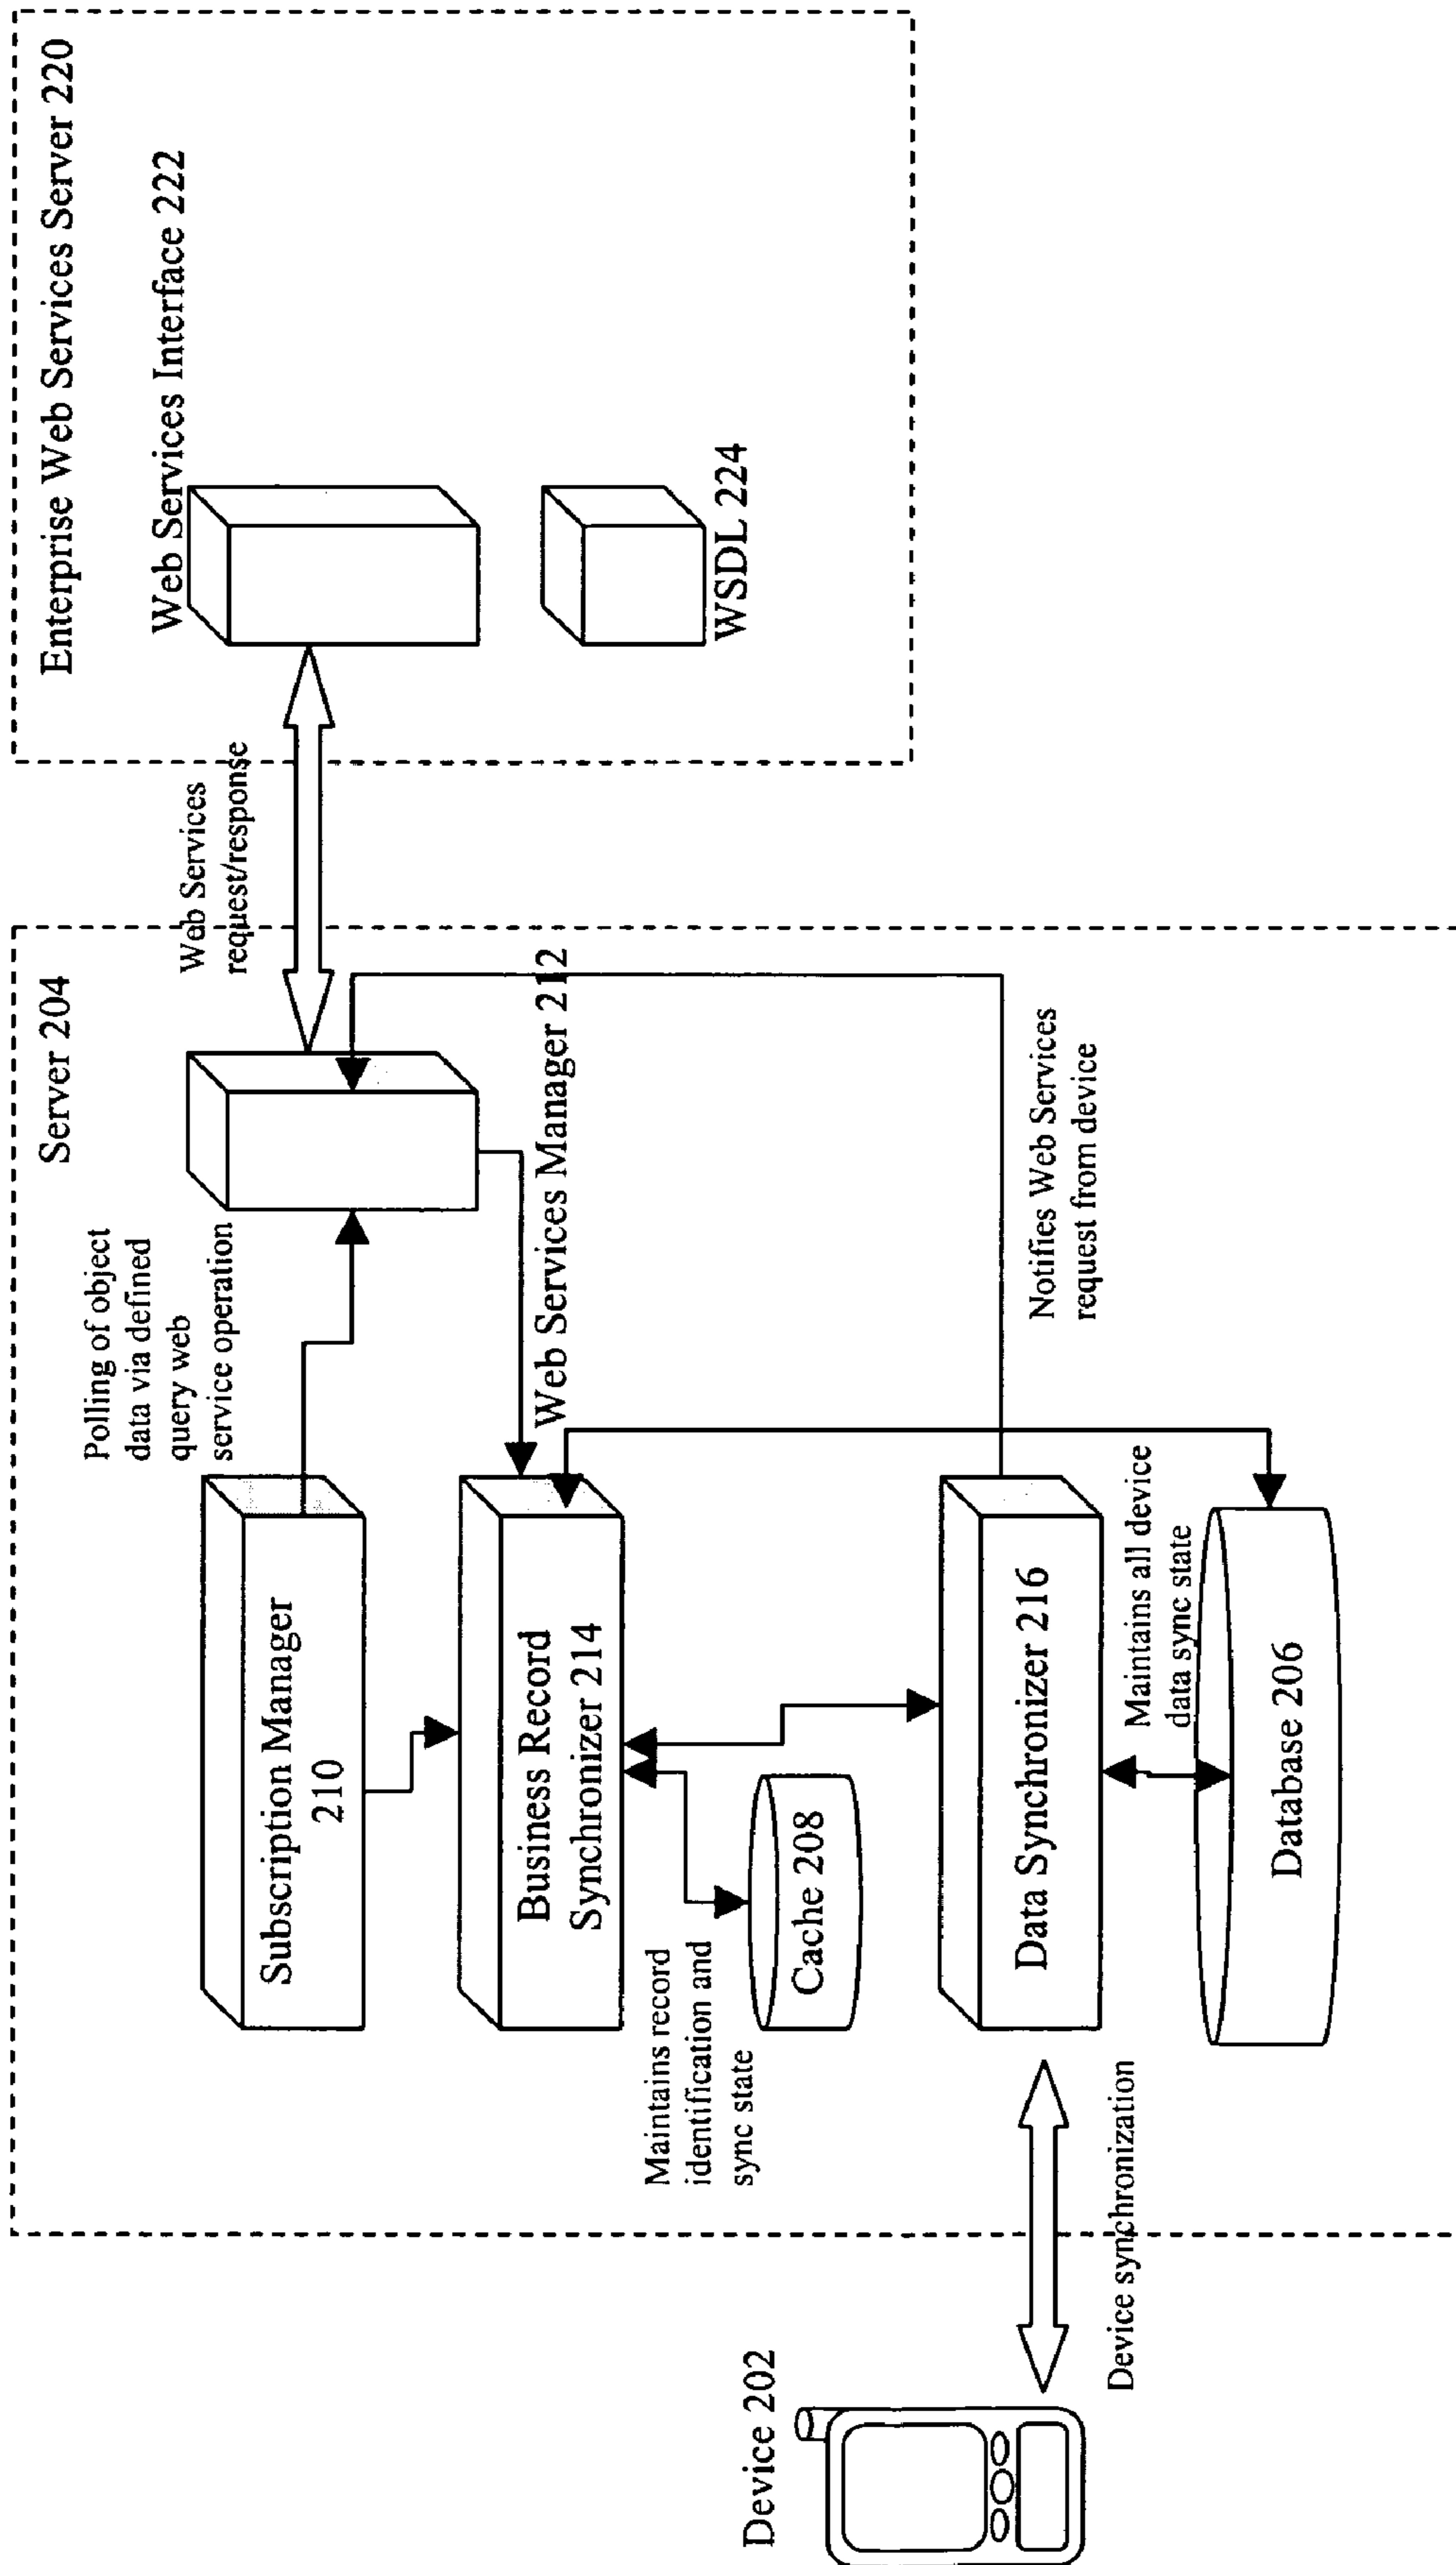 Device 202
Device synchronization
Server 204
Subscription Manager
210
Polling of object
data via defined
query web
service operation
Business Record
Synchronizer 214
Web Services Manager 212
Maintains record
identification and
sync state
Cache 208
Data Synchronizer 216
Notifies Web Services
request from device
Maintains all device
data sync state
Database 206
Web Services
request/response
Enterprise Web Services Server 220
Web Services Interface 222
WSDL 224